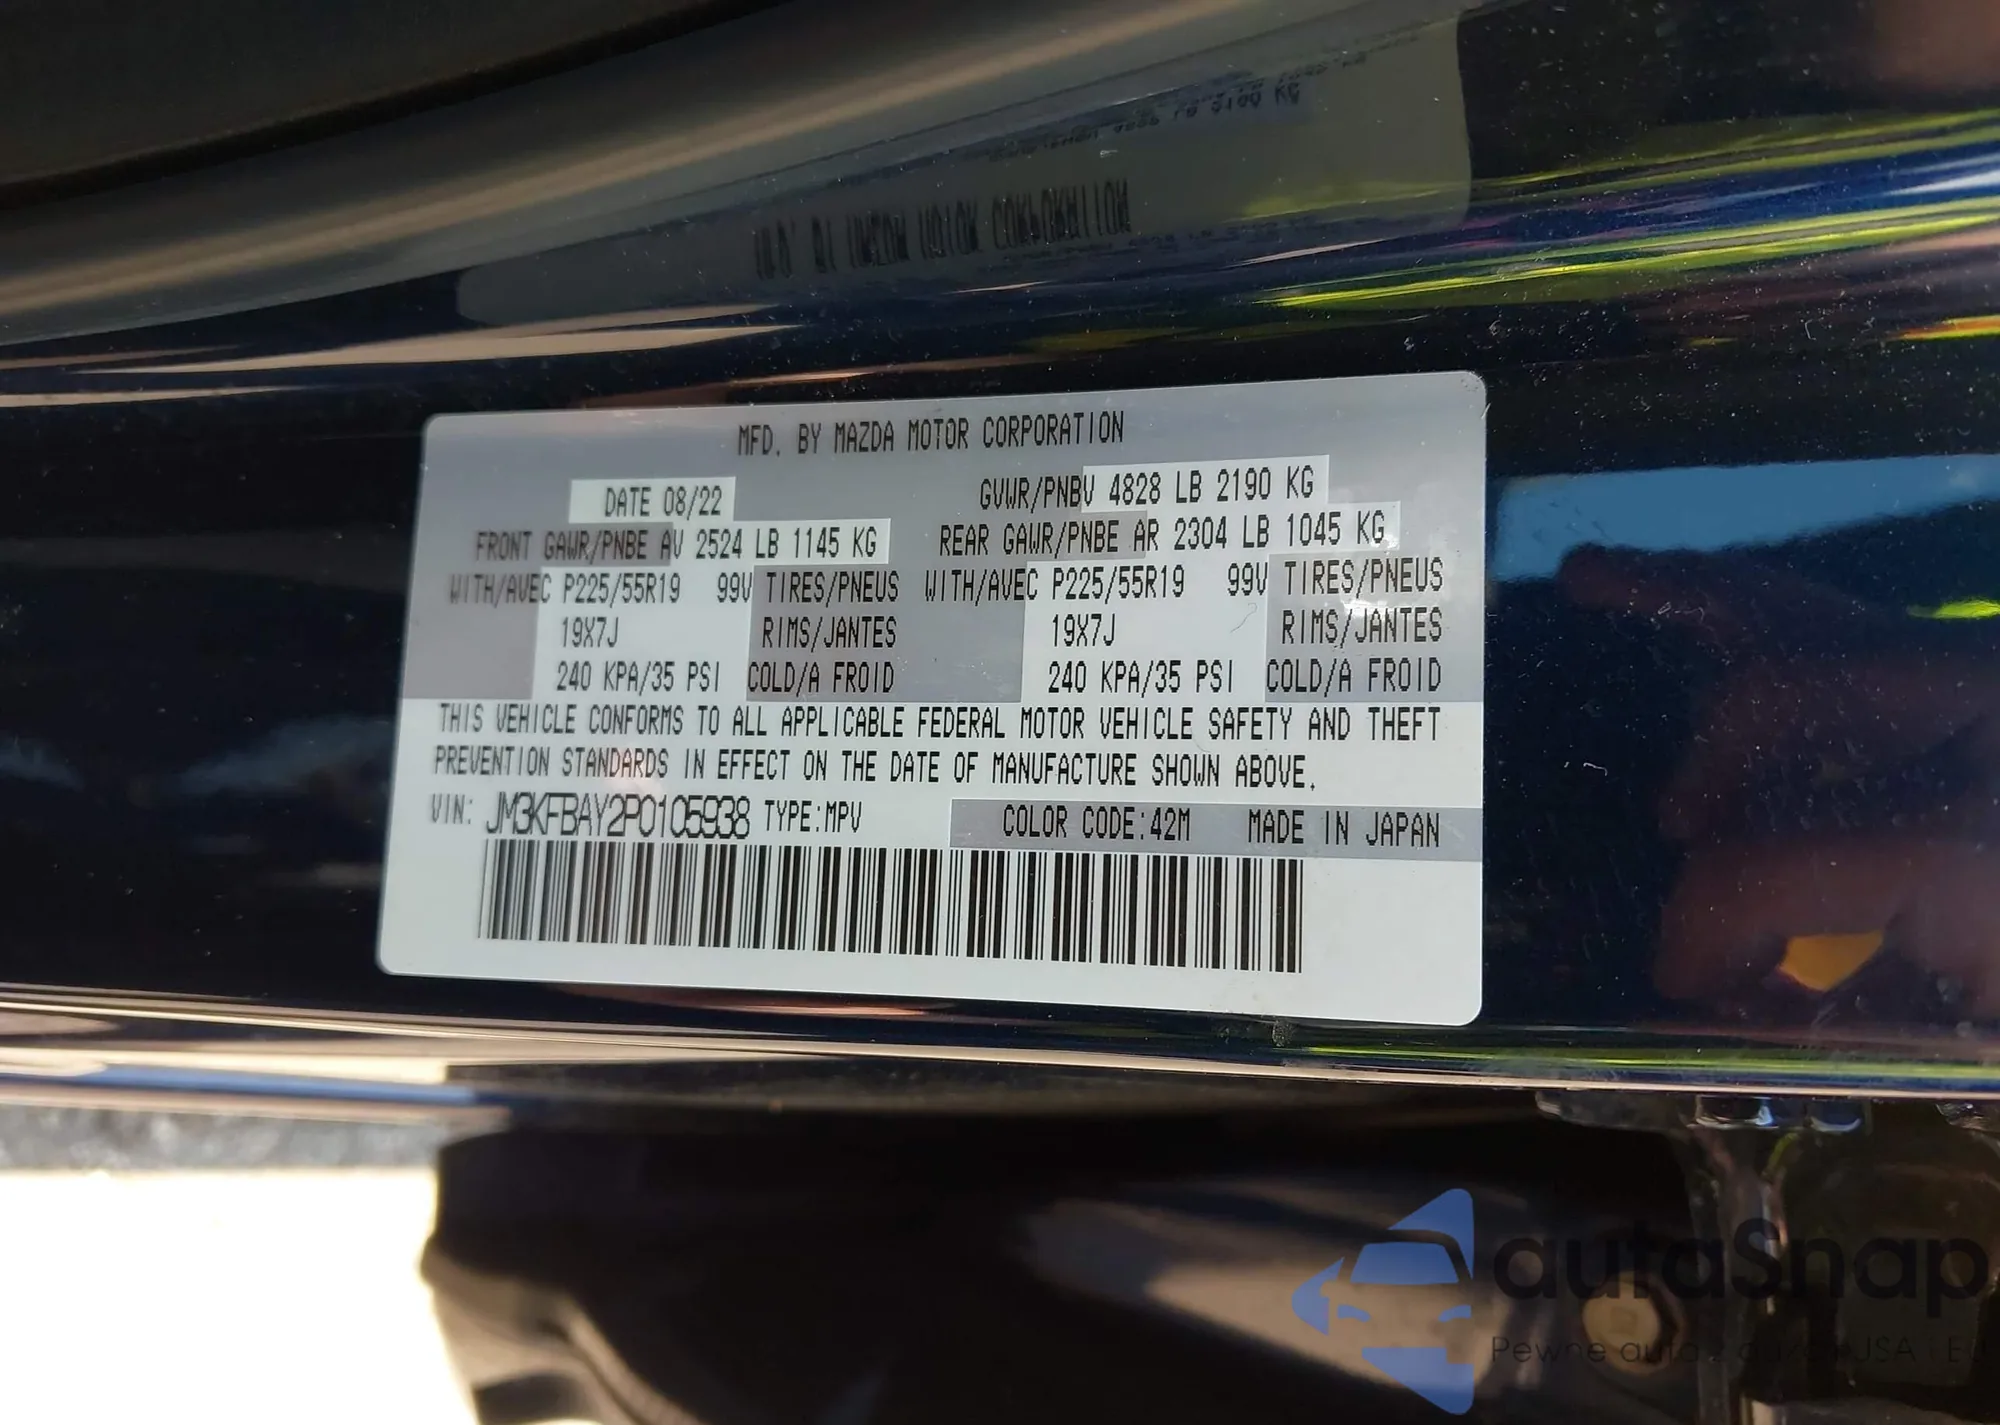 MFD. BY MAZDA MOTOR CORPORATION
DATE 08/22 GVWR/PNBV 4828 LB 2190 KG
FRONT GAWR/PNBE AV 2524 LB 1145 KG REAR GAWR/PNBE AR 2304 LB 1045 KG
WITH/AVEC P225/55R19 99V TIRES/PNEUS WITH/AVEC P225/55R19 99V TIRES/PNEUS
19X7J RIMS/JANTES 19X7J RIMS/JANTES
240 KPA/35 PSI COLD/A FROID 240 KPA/35 PSI COLD/A FROID
THIS VEHICLE CONFORMS TO ALL APPLICABLE FEDERAL MOTOR VEHICLE SAFETY AND THEFT
PREVENTION STANDARDS IN EFFECT ON THE DATE OF MANUFACTURE SHOWN ABOVE.
VIN: JM3KFBAY2P0105938 TYPE:MPV COLOR CODE:42M MADE IN JAPAN
autaSnap
Pewne auta z USA